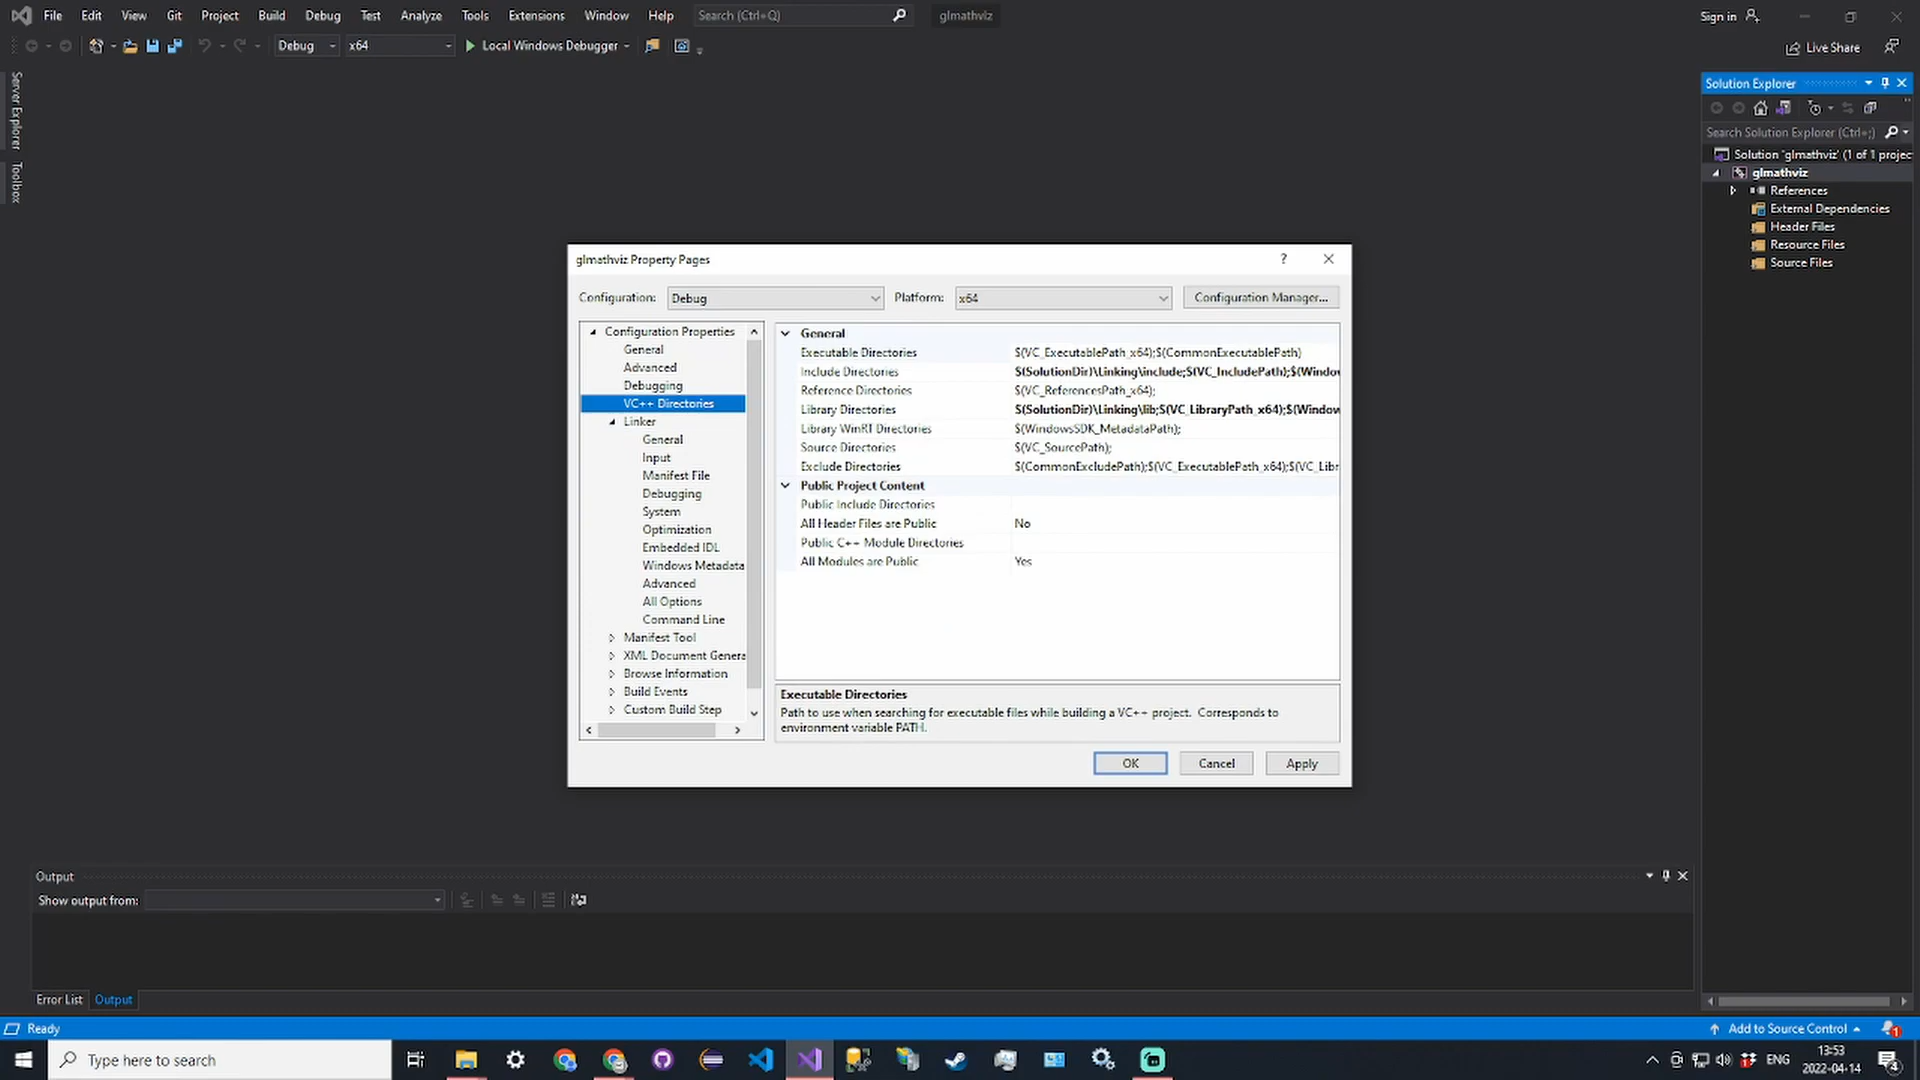 File Edit View Git Project Build Debug Test Analyze Tools Extensions Window Help Search (Ctrl+Q) glmathviz Sign in
Debug x64 Local Windows Debugger Live Share
Server Explorer
Toolbox
Solution Explorer
Search Solution Explorer (Ctrl+;)
Solution 'glmathviz' (1 of 1 projec
glmathviz
References
External Dependencies
Header Files
Resource Files
Source Files
glmathviz Property Pages ?
Configuration: Debug Platform: x64 Configuration Manager...
Configuration Properties
General
Advanced
Debugging
VC++ Directories
Linker
General
Input
Manifest File
Debugging
System
Optimization
Embedded IDL
Windows Metadata
Advanced
All Options
Command Line
Manifest Tool
XML Document Genera
Browse Information
Build Events
Custom Build Step
General
Executable Directories $(VC_ExecutablePath_x64);$(CommonExecutablePath)
Include Directories $(SolutionDir)\Linking\include;$(VC_IncludePath);$(Window
Reference Directories $(VC_ReferencesPath_x64);
Library Directories $(SolutionDir)\Linking\lib;$(VC_LibraryPath_x64);$(Window
Library WinRT Directories $(WindowsSDK_MetadataPath);
Source Directories $(VC_SourcePath);
Exclude Directories $(CommonExcludePath);$(VC_ExecutablePath_x64);$(VC_Libr
Public Project Content
Public Include Directories
All Header Files are Public No
Public C++ Module Directories
All Modules are Public Yes
Executable Directories
Path to use when searching for executable files while building a VC++ project. Corresponds to
environment variable PATH.
OK Cancel Apply
Output
Show output from:
Error List Output
Ready Add to Source Control 1
Type here to search ENG 13:53
2022-04-14 4